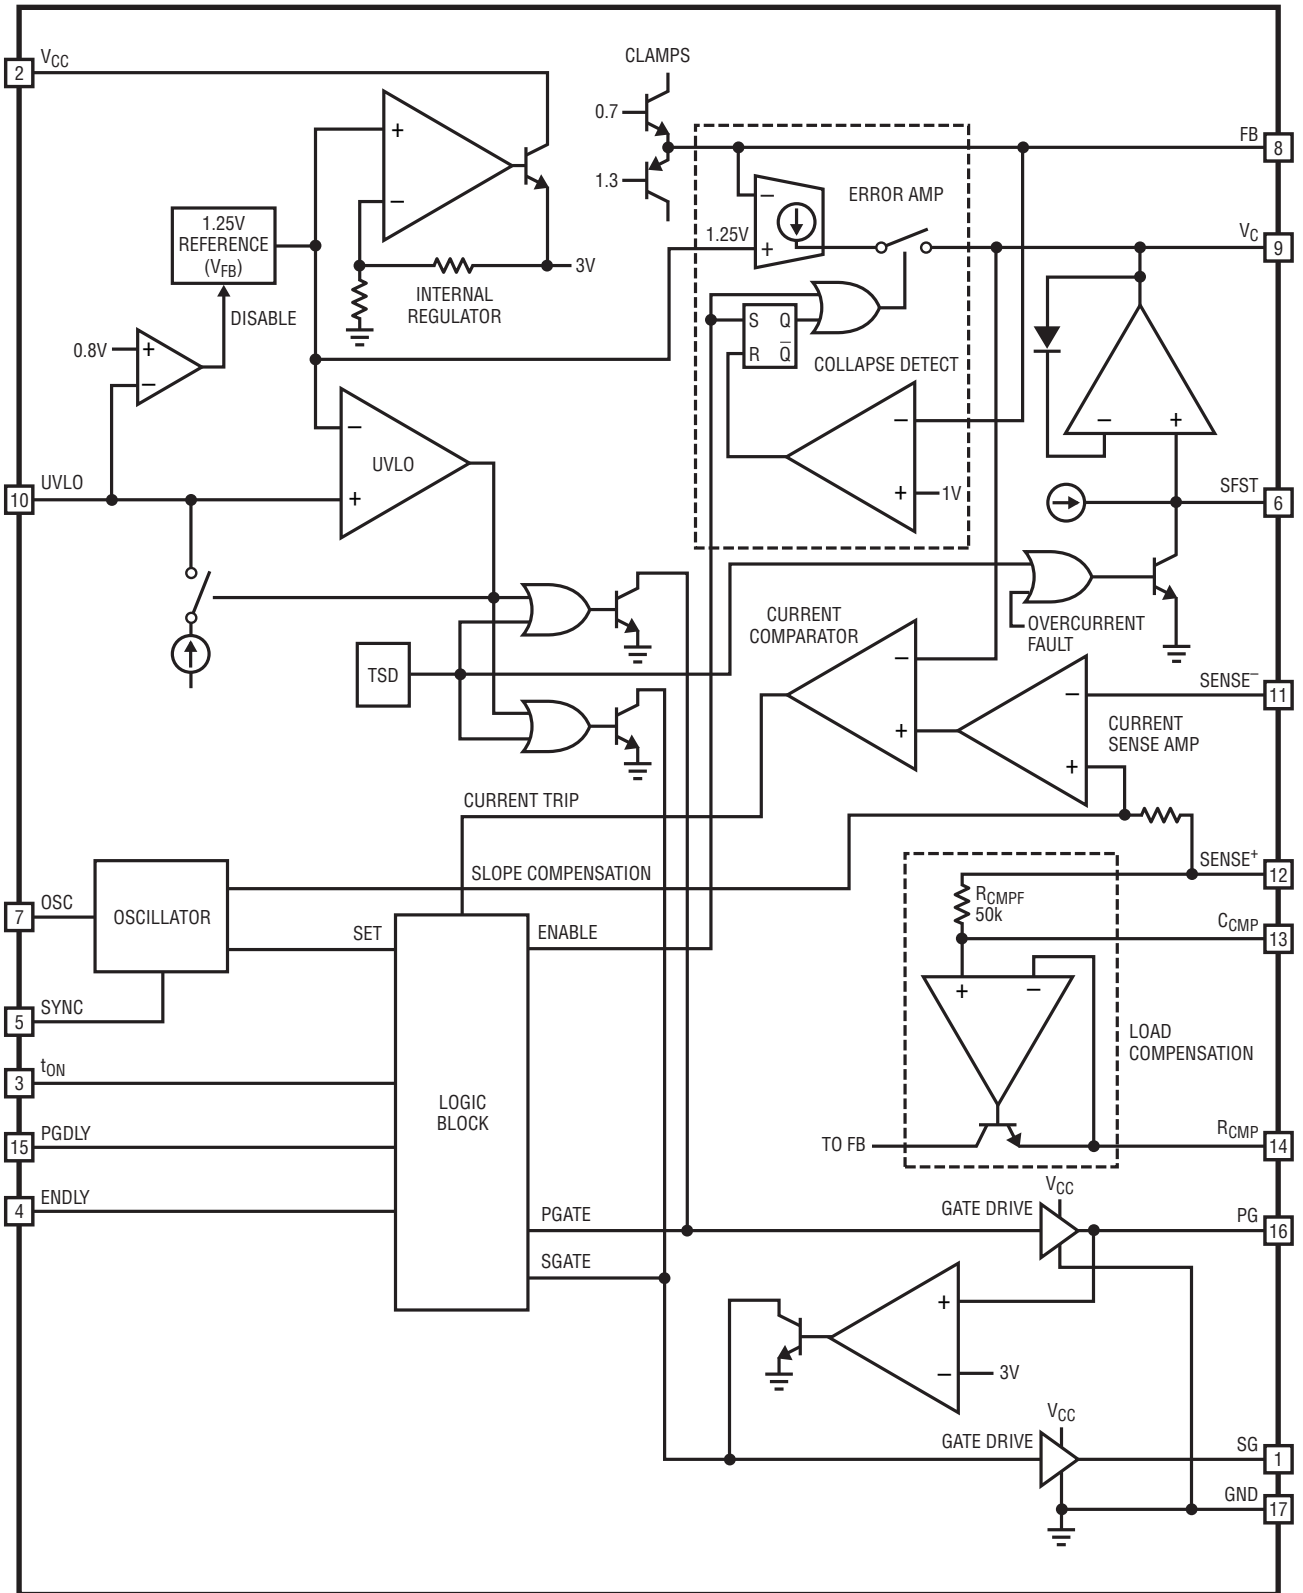 CLAMPS
2
VCC
0.7
+
FB
8
−
1.3
−
ERROR AMP
1.25V
REFERENCE
(VFB)
1.25V
+
VC
9
3V
INTERNAL
REGULATOR
DISABLE
S Q
R Q̅
0.8V
+
−
COLLAPSE DETECT
−
−
+
−
UVLO
10
UVLO
+
+
1V
SFST
6
CURRENT
COMPARATOR
OVERCURRENT
FAULT
−
TSD
SENSE−
11
−
+
CURRENT
SENSE AMP
+
CURRENT TRIP
SLOPE COMPENSATION
SENSE+
12
RCMPF
50k
7
OSC
OSCILLATOR
SET
ENABLE
CCMP
13
+
−
5
SYNC
LOAD
COMPENSATION
3
tON
LOGIC
BLOCK
15
PGDLY
TO FB
RCMP
14
4
ENDLY
VCC
PGATE
GATE DRIVE
PG
16
SGATE
+
−
3V
VCC
GATE DRIVE
SG
1
GND
17